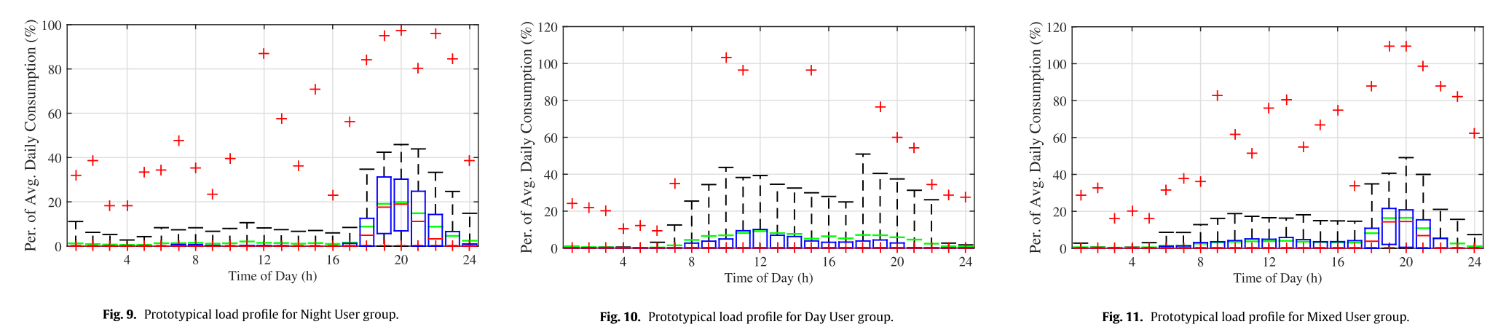 100
80
60
40
20
0
Per. of Avg. Daily Consumption (%)
4 8 12 16 20 24
Time of Day (h)
Fig. 9. Prototypical load profile for Night User group.
120
100
80
60
40
20
0
Per. of Avg. Daily Consumption (%)
4 8 12 16 20 24
Time of Day (h)
Fig. 10. Prototypical load profile for Day User group.
120
100
80
60
40
20
0
Per. of Avg. Daily Consumption (%)
4 8 12 16 20 24
Time of Day (h)
Fig. 11. Prototypical load profile for Mixed User group.